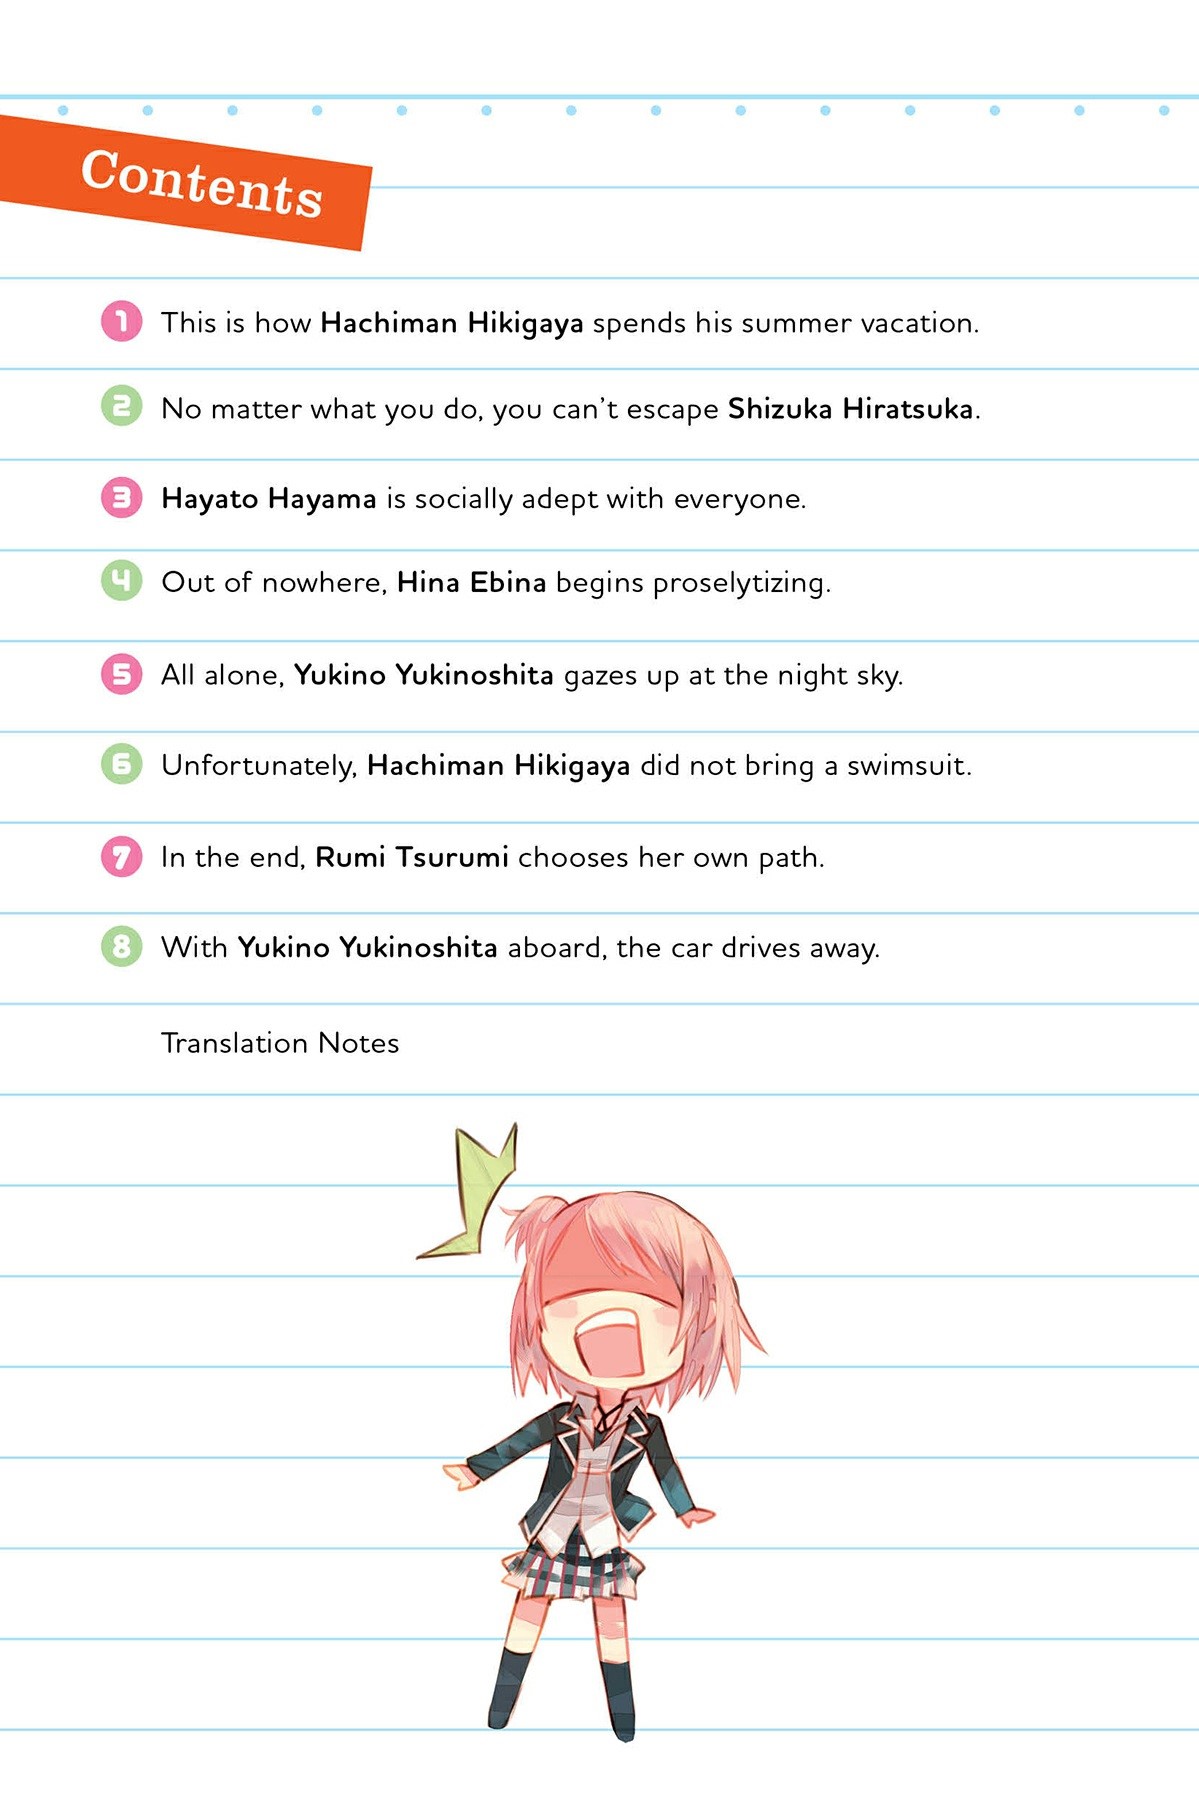 Contents
1 This is how Hachiman Hikigaya spends his summer vacation.
2 No matter what you do, you can't escape Shizuka Hiratsuka.
3 Hayato Hayama is socially adept with everyone.
4 Out of nowhere, Hina Ebina begins proselytizing.
5 All alone, Yukino Yukinoshita gazes up at the night sky.
6 Unfortunately, Hachiman Hikigaya did not bring a swimsuit.
7 In the end, Rumi Tsurumi chooses her own path.
8 With Yukino Yukinoshita aboard, the car drives away.
Translation Notes